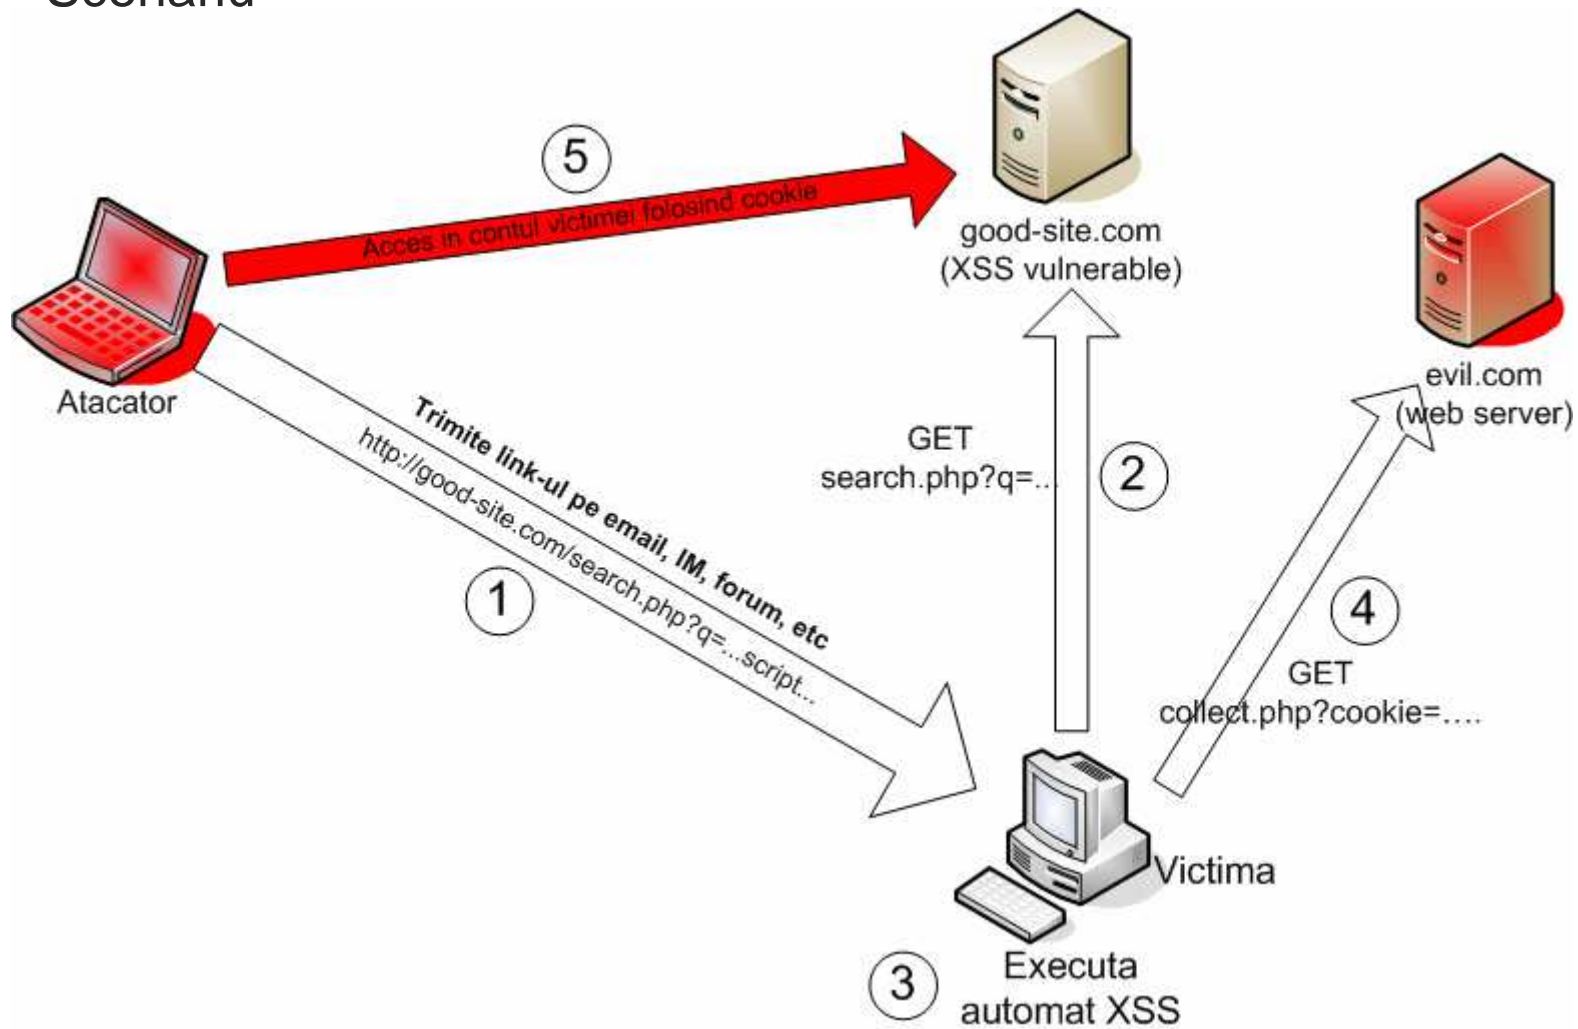 Scenariu
5
Acces in contul victimei folosind cookie
good-site.com
(XSS vulnerable)
evil.com
(web server)
Atacator
Trimite link-ul pe email, IM, forum, etc
http://good-site.com/search.php?q=...script...
1
GET
search.php?q=...
2
4
GET
collect.php?cookie=....
Victima
3
Executa
automat XSS